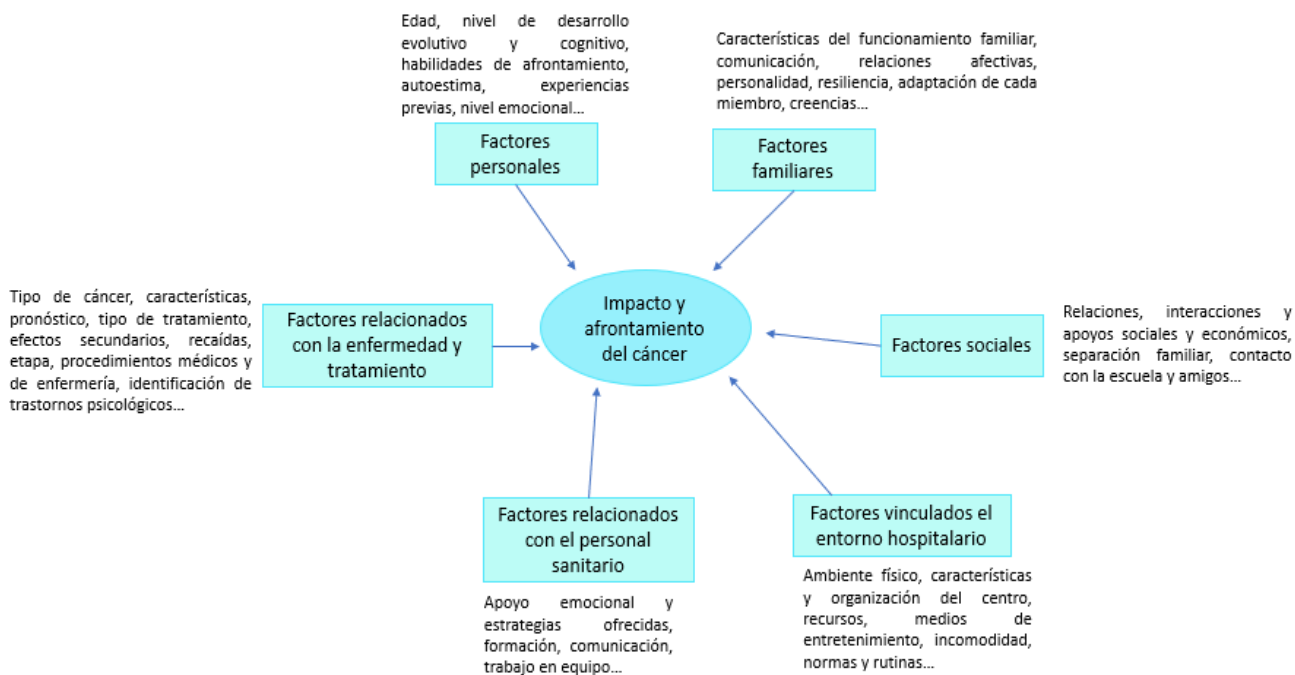 Edad, nivel de desarrollo
evolutivo y cognitivo,
habilidades de afrontamiento,
autoestima, experiencias
previas, nivel emocional...
Características del funcionamiento familiar,
comunicación, relaciones afectivas,
personalidad, resiliencia, adaptación de cada
miembro, creencias...
Factores
personales
Factores
familiares
Tipo de cáncer, características,
pronóstico, tipo de tratamiento,
efectos secundarios, recaídas,
etapa, procedimientos médicos y
de enfermería, identificación de
trastornos psicológicos...
Factores relacionados
con la enfermedad y
tratamiento
Impacto y
afrontamiento
del cáncer
Factores sociales
Relaciones, interacciones y
apoyos sociales y económicos,
separación familiar, contacto
con la escuela y amigos...
Factores relacionados
con el personal
sanitario
Apoyo emocional y
estrategias ofrecidas,
formación, comunicación,
trabajo en equipo...
Factores vinculados el
entorno hospitalario
Ambiente físico, características
y organización del centro,
recursos, medios de
entretenimiento, incomodidad,
normas y rutinas...